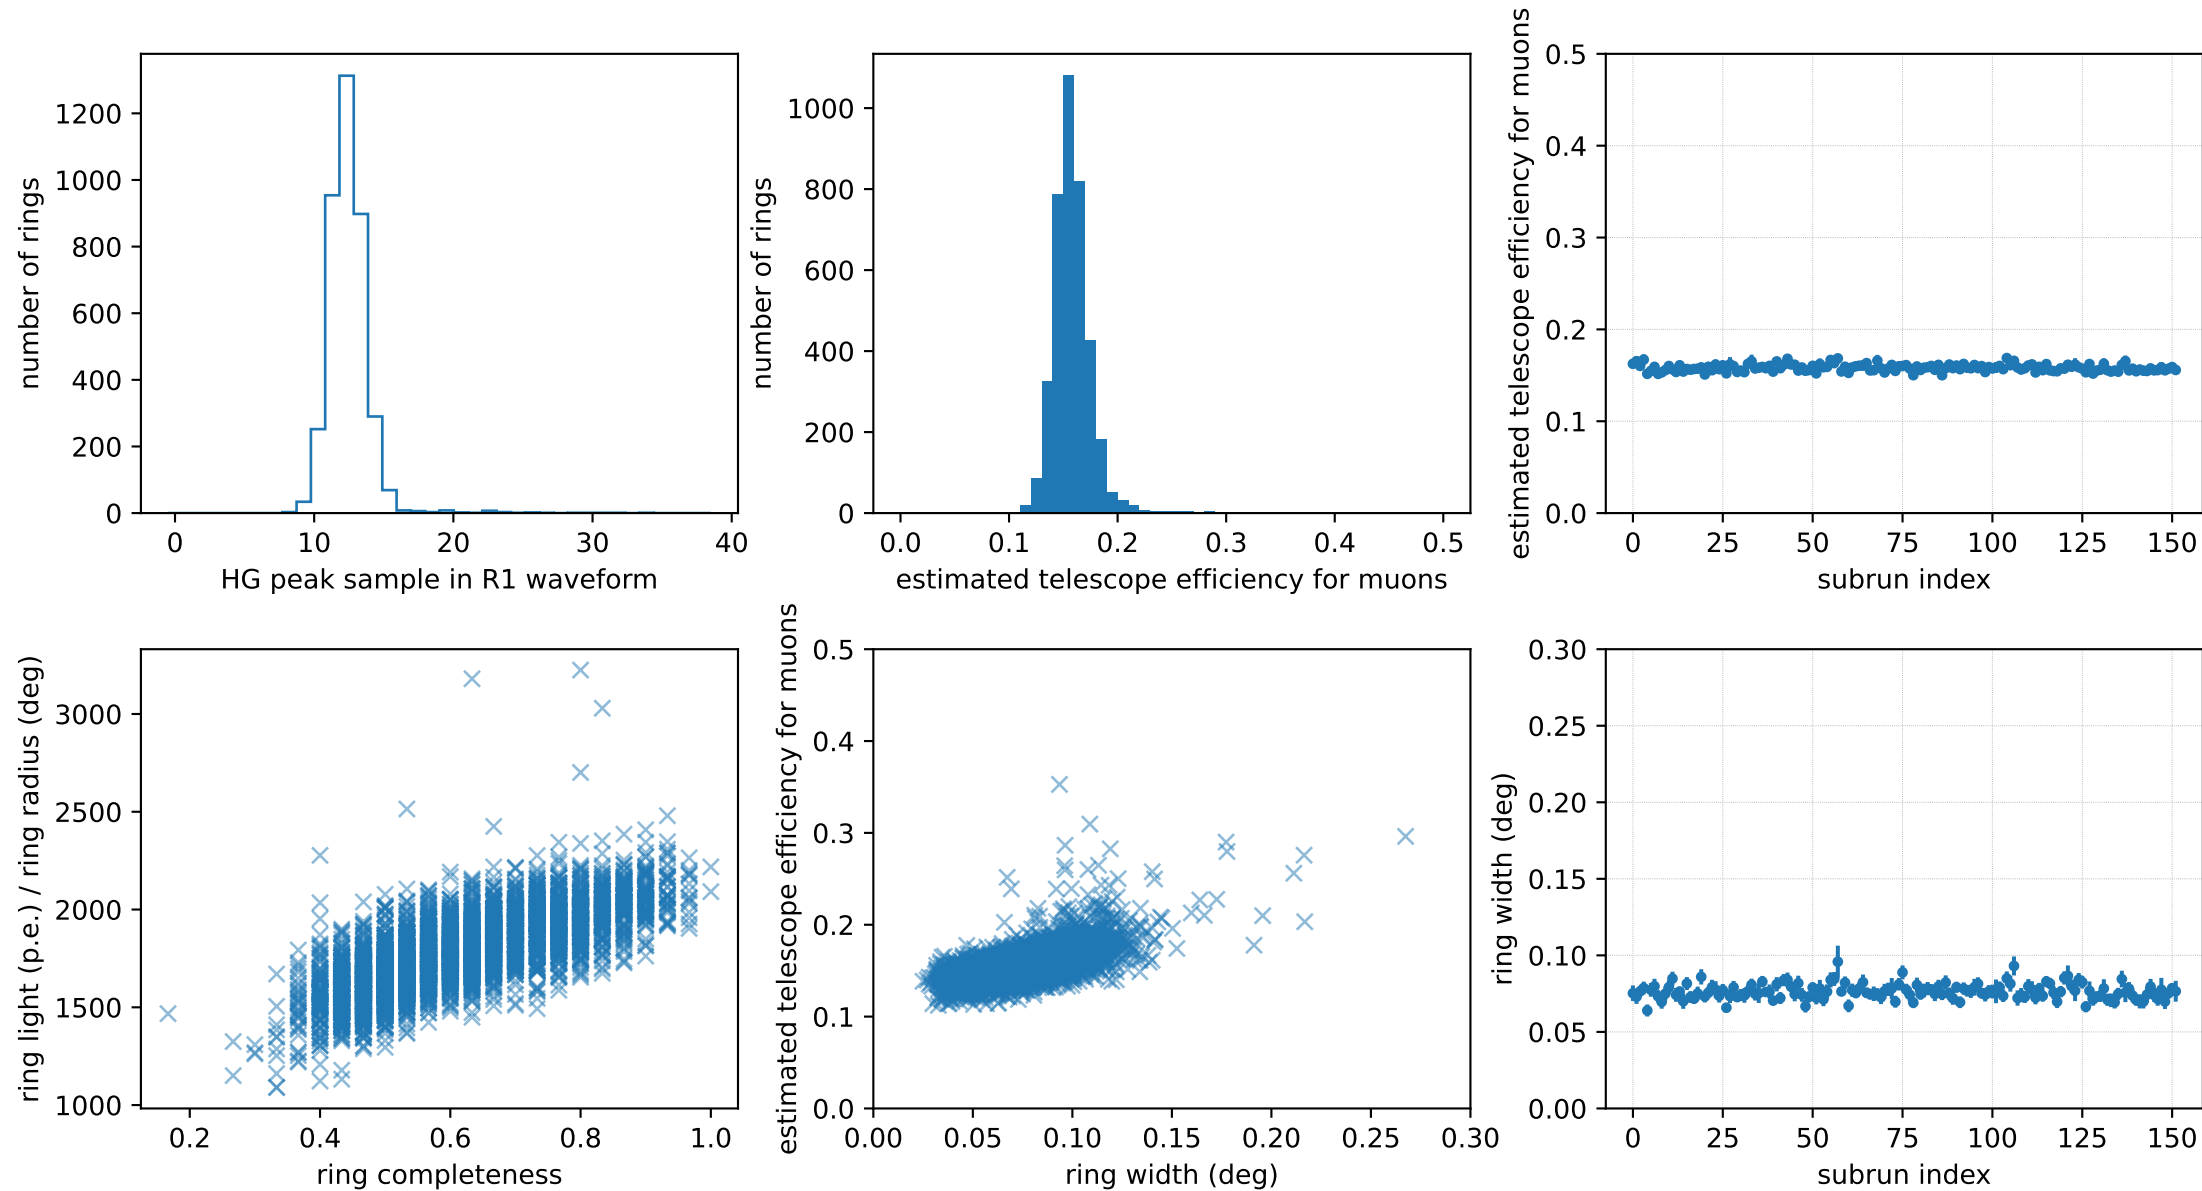 number of rings
1200
1000
800
600
400
200
0
0 10 20 30 40
HG peak sample in R1 waveform
number of rings
1000
800
600
400
200
0
0.0 0.1 0.2 0.3 0.4 0.5
estimated telescope efficiency for muons
estimated telescope efficiency for muons
0.5
0.4
0.3
0.2
0.1
0.0
0 25 50 75 100 125 150
subrun index
ring light (p.e.) / ring radius (deg)
3000
2500
2000
1500
1000
0.2 0.4 0.6 0.8 1.0
ring completeness
estimated telescope efficiency for muons
0.5
0.4
0.3
0.2
0.1
0.0
0.00 0.05 0.10 0.15 0.20 0.25 0.30
ring width (deg)
ring width (deg)
0.30
0.25
0.20
0.15
0.10
0.05
0.00
0 25 50 75 100 125 150
subrun index